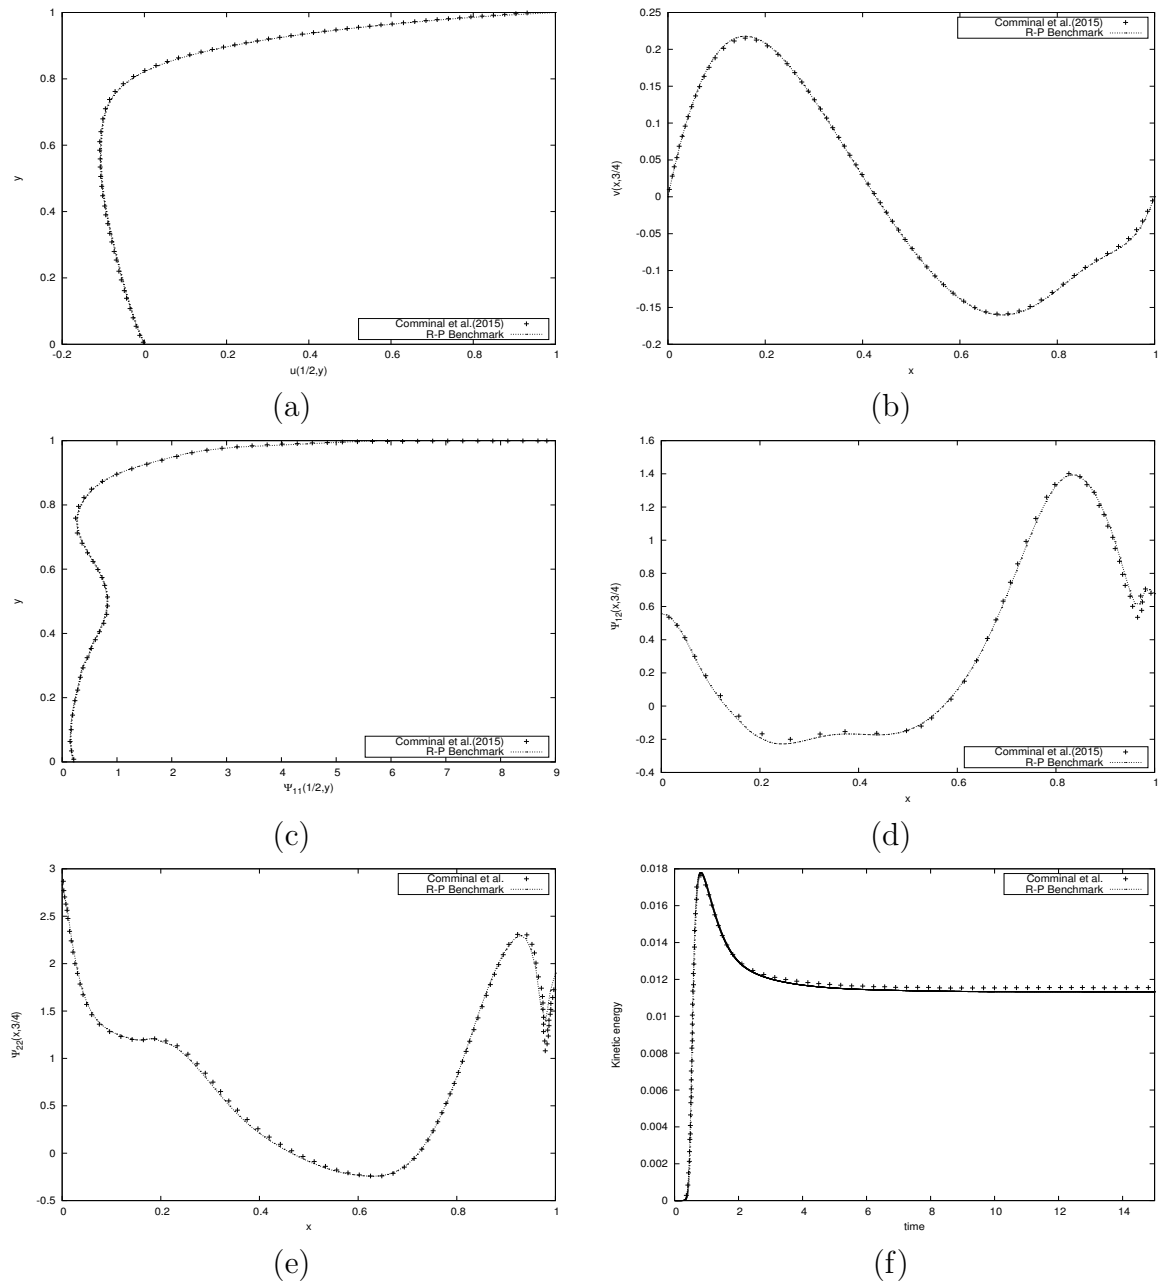 1
0.8
0.6
0.4
0.2
0
y
-0.2 0 0.2 0.4 0.6 0.8 1
u(1/2,y)
Comminal et al.(2015)
R-P Benchmark
(a)
0.25
0.2
0.15
0.1
0.05
0
-0.05
-0.1
-0.15
-0.2
v(x,3/4)
0 0.2 0.4 0.6 0.8 1
x
Comminal et al.(2015)
R-P Benchmark
(b)
1
0.8
0.6
0.4
0.2
0
y
0 1 2 3 4 5 6 7 8 9
Ψ11(1/2,y)
Comminal et al.(2015)
R-P Benchmark
(c)
1.6
1.4
1.2
1
0.8
0.6
0.4
0.2
0
-0.2
-0.4
Ψ12(x,3/4)
0 0.2 0.4 0.6 0.8 1
x
Comminal et al.(2015)
R-P Benchmark
(d)
3
2.5
2
1.5
1
0.5
0
-0.5
Ψ22(x,3/4)
0 0.2 0.4 0.6 0.8 1
x
Comminal et al.
R-P Benchmark
(e)
0.018
0.016
0.014
0.012
0.01
0.008
0.006
0.004
0.002
0
Kinetic energy
0 2 4 6 8 10 12 14
time
Comminal et al.
R-P Benchmark
(f)